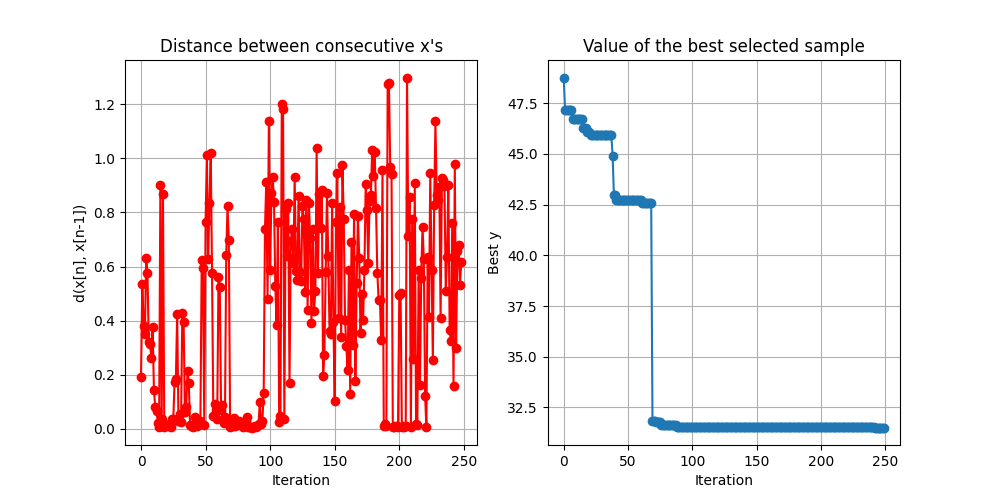 Distance between consecutive x's
d(x[n], x[n-1])
1.2
1.0
0.8
0.6
0.4
0.2
0.0
0 50 100 150 200 250
Iteration
Value of the best selected sample
Best y
47.5
45.0
42.5
40.0
37.5
35.0
32.5
0 50 100 150 200 250
Iteration